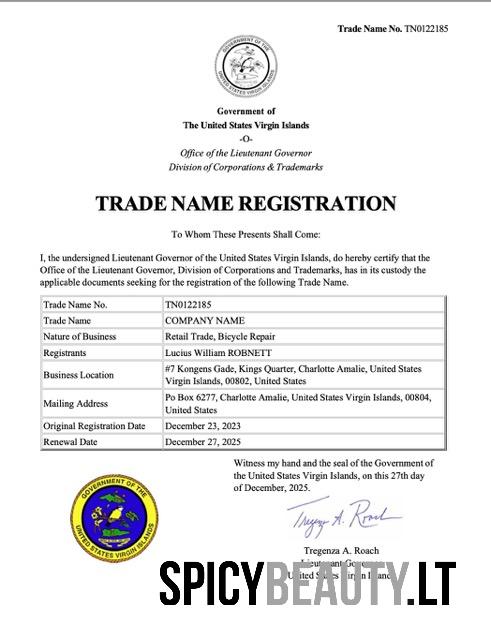 Trade Name No. TN0122185
GOVERNMENT OF THE
UNITED STATES VIRGIN ISLANDS
Government of
The United States Virgin Islands
-O-
Office of the Lieutenant Governor
Division of Corporations & Trademarks
TRADE NAME REGISTRATION
To Whom These Presents Shall Come:
I, the undersigned Lieutenant Governor of the United States Virgin Islands, do hereby certify that the
Office of the Lieutenant Governor, Division of Corporations and Trademarks, has in its custody the
applicable documents seeking for the registration of the following Trade Name.
Trade Name No. TN0122185
Trade Name COMPANY NAME
Nature of Business Retail Trade, Bicycle Repair
Registrants Lucius William ROBNETT
Business Location #7 Kongens Gade, Kings Quarter, Charlotte Amalie, United States
Virgin Islands, 00802, United States
Mailing Address Po Box 6277, Charlotte Amalie, United States Virgin Islands, 00804,
United States
Original Registration Date December 23, 2023
Renewal Date December 27, 2025
Witness my hand and the seal of the Government of
the United States Virgin Islands, on this 27th day
of December, 2025.
GOVERNMENT OF THE
UNITED STATES VIRGIN ISLANDS
Tregenza A. Roach
Tregenza A. Roach
Lieutenant Governor
United States Virgin Islands
SPICYBEAUTY.LT